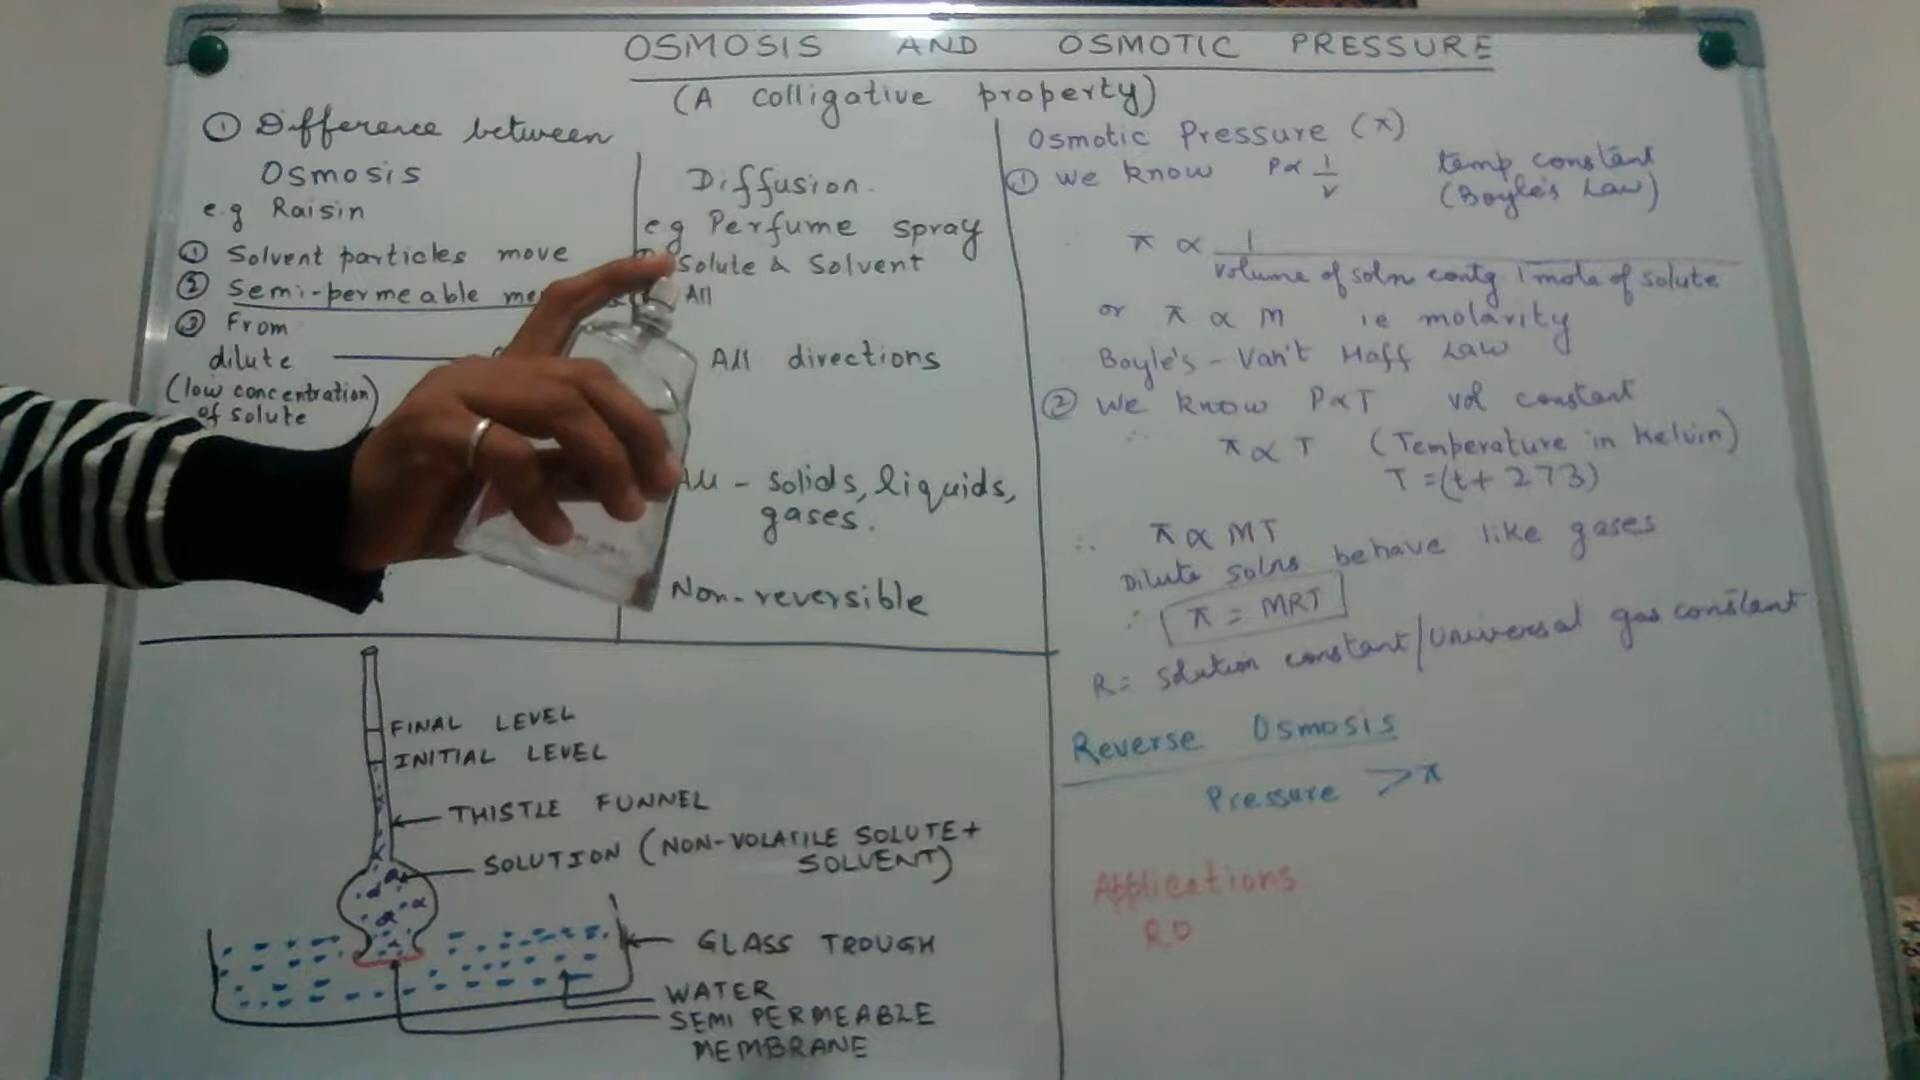 OSMOSIS AND OSMOTIC PRESSURE
(A colligative property)
① Difference between
Osmosis
e.g Raisin
① Solvent particles move
② Semi-permeable
③ From
dilute
(low concentration)
of solute
Diffusion.
eg Perfume spray
Solute & Solvent
All
All directions
All - solids, liquids,
gases.
Non-reversible
FINAL LEVEL
INITIAL LEVEL
THISTLE FUNNEL
SOLUTION (NON-VOLATILE SOLUTE+
SOLVENT)
GLASS TROUGH
WATER
SEMI PERMEABLE
MEMBRANE
Osmotic Pressure (π)
① We know P∝ 1/V temp constant
(Boyle's Law)
π ∝ 1
volume of soln contg 1 mole of solute
or π ∝ M ie molarity
Boyle's - Van't Hoff Law
② We know P∝T vol constant
∴ π ∝ T (Temperature in Kelvin)
T = (t + 273)
∴ π ∝ MT
Dilute solns behave like gases
∴ π = MRT
R = Solution constant/Universal gas constant
Reverse Osmosis
Pressure > π
Applications
RO